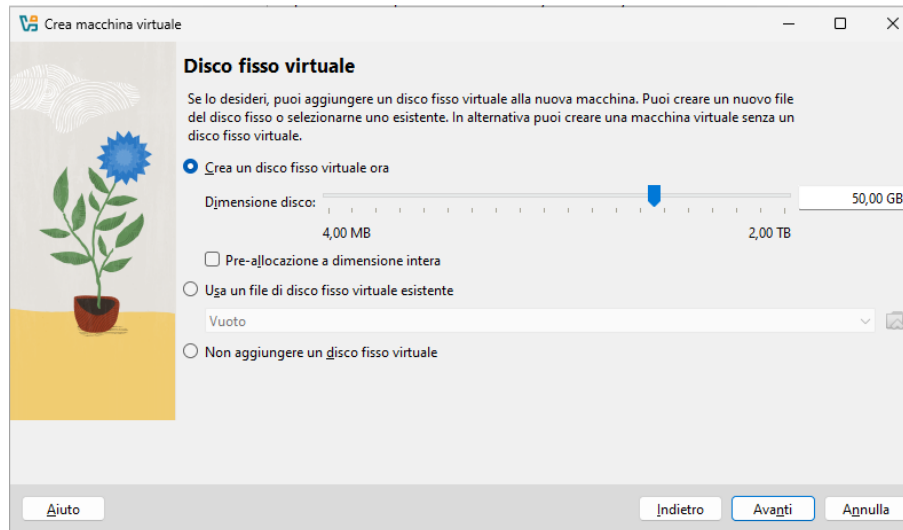 Crea macchina virtuale
Disco fisso virtuale
Se lo desideri, puoi aggiungere un disco fisso virtuale alla nuova macchina. Puoi creare un nuovo file
del disco fisso o selezionarne uno esistente. In alternativa puoi creare una macchina virtuale senza un
disco fisso virtuale.
Crea un disco fisso virtuale ora
Dimensione disco:
50,00 GB
4,00 MB
2,00 TB
Pre-allocazione a dimensione intera
Usa un file di disco fisso virtuale esistente
Vuoto
Non aggiungere un disco fisso virtuale
Aiuto
Indietro
Avanti
Annulla